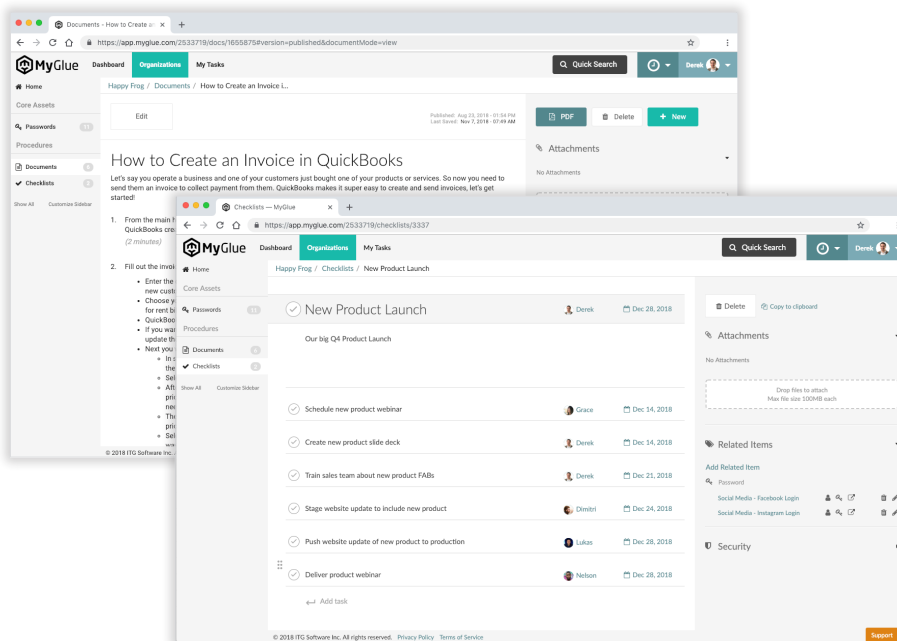 Documents - How to Create an
https://app.myglue.com/2533719/docs/1655875#version=published&documentMode=view
MyGlue Dashboard Organizations My Tasks Quick Search Derek
Home
Happy Frog / Documents / How to Create an Invoice i...
Core Assets
Passwords 11
Procedures
Documents
Checklists
Show All Customize Sidebar
Edit
Published: Aug 23, 2018 - 01:54 PM
Last Saved: Nov 7, 2018 - 07:49 AM
PDF Delete + New
Attachments
No Attachments
How to Create an Invoice in QuickBooks
Let's say you operate a business and one of your customers just bought one of your products or services. So now you need to
send them an invoice to collect payment from them. QuickBooks makes it super easy to create and send invoices, let's get
started!
1. From the main h
QuickBooks crea
(2 minutes)
2. Fill out the invoi
Enter the
new custo
Choose y
for rent bi
QuickBoo
If you wan
update th
Next you
In s
the
Sel
Aft
pric
nee
The
pric
Sel
© 2018 ITG Software Inc.
Checklists — MyGlue
https://app.myglue.com/2533719/checklists/3337
MyGlue Dashboard Organizations My Tasks Quick Search Derek
Home
Happy Frog / Checklists / New Product Launch
Core Assets
Passwords 11
Procedures
Documents
Checklists 2
Show All Customize Sidebar
New Product Launch Derek Dec 28, 2018
Our big Q4 Product Launch
Schedule new product webinar Grace Dec 14, 2018
Create new product slide deck Derek Dec 14, 2018
Train sales team about new product FABs Derek Dec 21, 2018
Stage website update to include new product Dimitri Dec 24, 2018
Push website update of new product to production Lukas Dec 28, 2018
Deliver product webinar Nelson Dec 28, 2018
Add task
Delete Copy to clipboard
Attachments
No Attachments
Drop files to attach
Max file size 100MB each
Related Items
Add Related Item
Password
Social Media - Facebook Login
Social Media - Instagram Login
Security
© 2018 ITG Software Inc. All rights reserved. Privacy Policy Terms of Service
Support